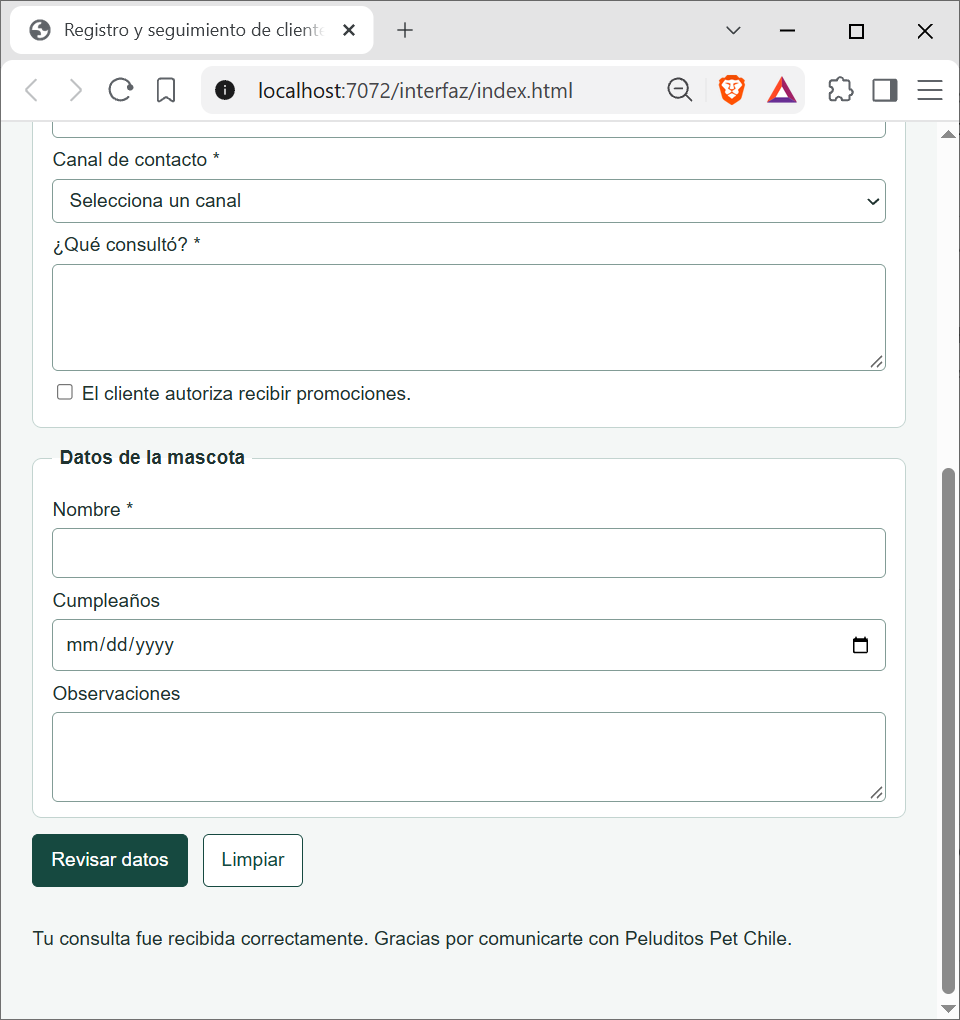 Registro y seguimiento de cliente
localhost:7072/interfaz/index.html
Canal de contacto *
Selecciona un canal
¿Qué consultó? *
El cliente autoriza recibir promociones.
Datos de la mascota
Nombre *
Cumpleaños
mm/dd/yyyy
Observaciones
Revisar datos
Limpiar
Tu consulta fue recibida correctamente. Gracias por comunicarte con Peluditos Pet Chile.